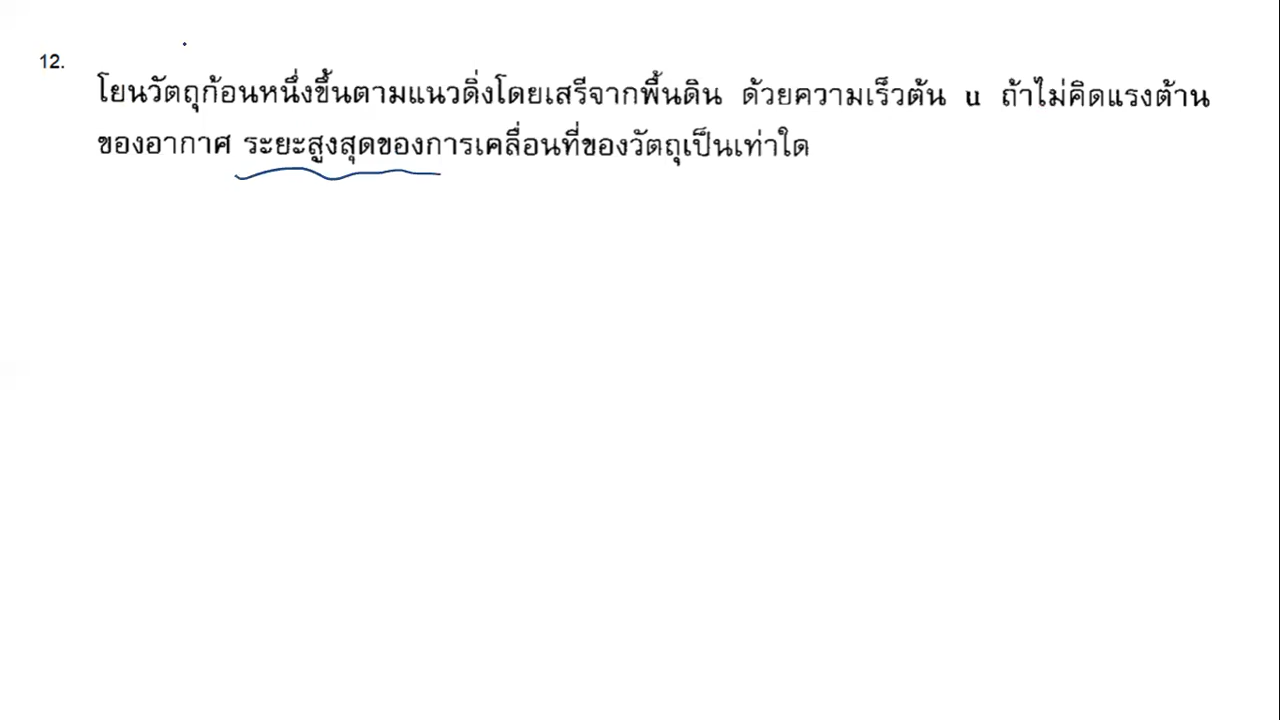 12.
โยนวัตถุก้อนหนึ่งขึ้นตามแนวดิ่งโดยเสรีจากพื้นดิน ด้วยความเร็วต้น u ถ้าไม่คิดแรงต้าน
ของอากาศ ระยะสูงสุดของการเคลื่อนที่ของวัตถุเป็นเท่าใด